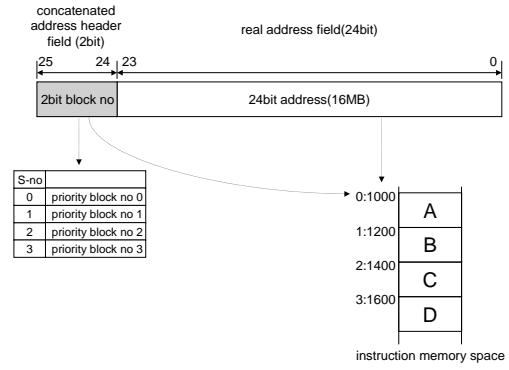 concatenated
address header
field (2bit)
real address field(24bit)
25 24 23 0
2bit block no 24bit address(16MB)
S-no
0 priority block no 0
1 priority block no 1
2 priority block no 2
3 priority block no 3
0:1000
A
1:1200
B
2:1400
C
3:1600
D
instruction memory space